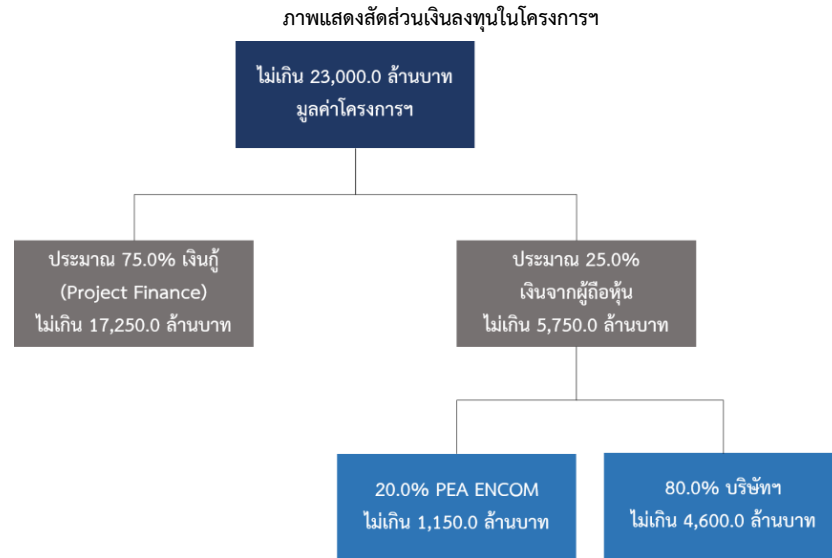 ภาพแสดงสัดส่วนเงินลงทุนในโครงการฯ
ไม่เกิน 23,000.0 ล้านบาท
มูลค่าโครงการฯ
ประมาณ 75.0% เงินกู้
(Project Finance)
ไม่เกิน 17,250.0 ล้านบาท
ประมาณ 25.0%
เงินจากผู้ถือหุ้น
ไม่เกิน 5,750.0 ล้านบาท
20.0% PEA ENCOM
ไม่เกิน 1,150.0 ล้านบาท
80.0% บริษัทฯ
ไม่เกิน 4,600.0 ล้านบาท